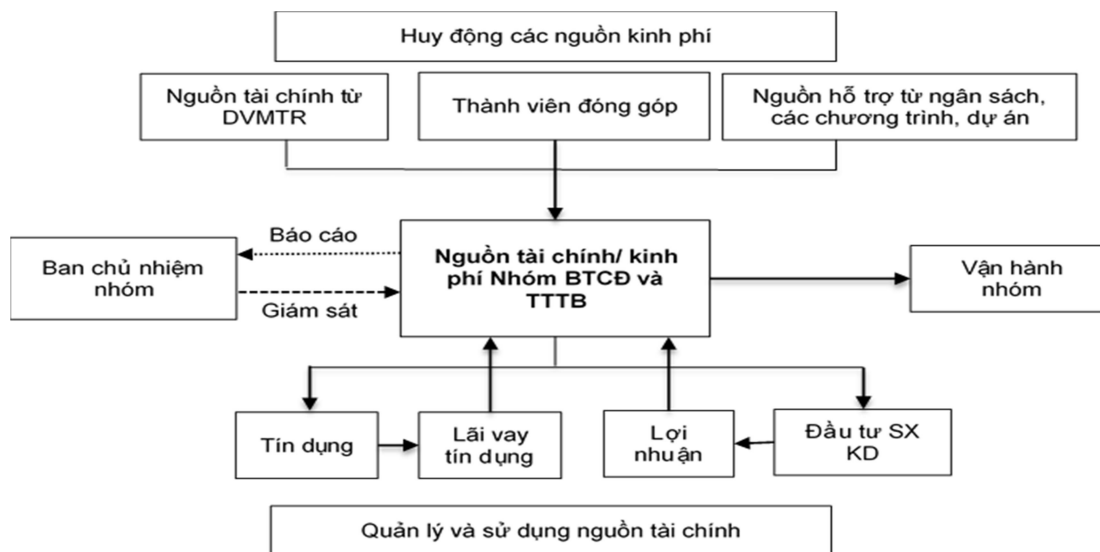 Huy động các nguồn kinh phí
Nguồn tài chính từ
DVMTR
Thành viên đóng góp
Nguồn hỗ trợ từ ngân sách,
các chương trình, dự án
Ban chủ nhiệm
nhóm
Báo cáo
Giám sát
Nguồn tài chính/ kinh
phí Nhóm BTCĐ và
TTTB
Vận hành
nhóm
Tín dụng
Lãi vay
tín dụng
Lợi
nhuận
Đầu tư SX
KD
Quản lý và sử dụng nguồn tài chính